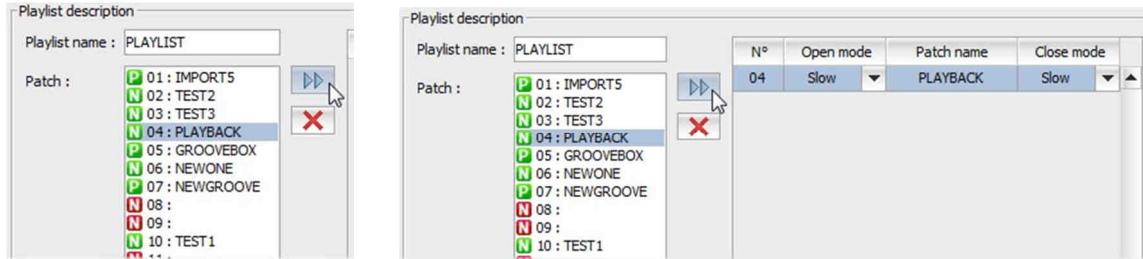 Playlist description
Playlist name : PLAYLIST
Patch :
P 01 : IMPORT5
N 02 : TEST2
N 03 : TEST3
N 04 : PLAYBACK
P 05 : GROOVEBOX
N 06 : NEWONE
P 07 : NEWGROOVE
N 08 :
N 09 :
N 10 : TEST1
Playlist description
Playlist name : PLAYLIST
Patch :
P 01 : IMPORT5
N 02 : TEST2
N 03 : TEST3
N 04 : PLAYBACK
P 05 : GROOVEBOX
N 06 : NEWONE
P 07 : NEWGROOVE
N 08 :
N 09 :
N 10 : TEST1
N° Open mode Patch name Close mode
04 Slow PLAYBACK Slow